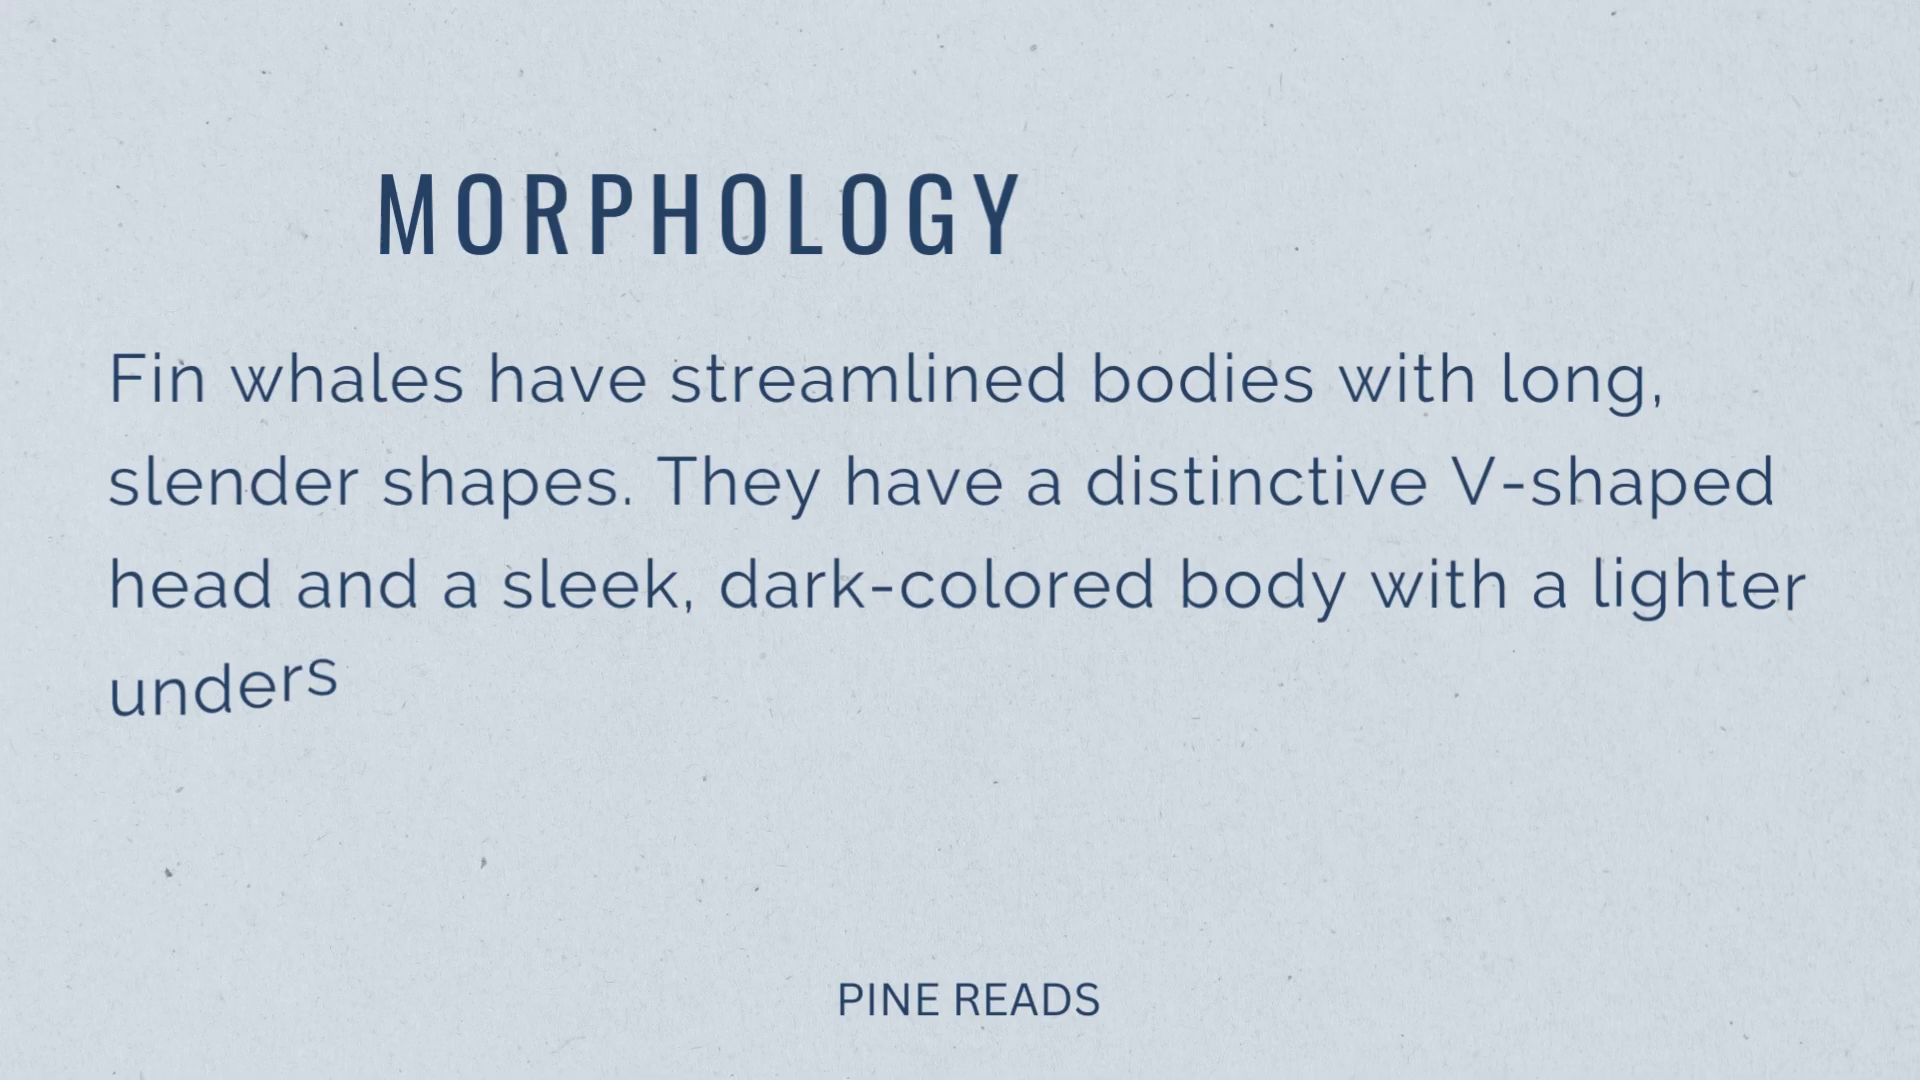 MORPHOLOGY
Fin whales have streamlined bodies with long,
slender shapes. They have a distinctive V-shaped
head and a sleek, dark-colored body with a lighter
unders
PINE READS